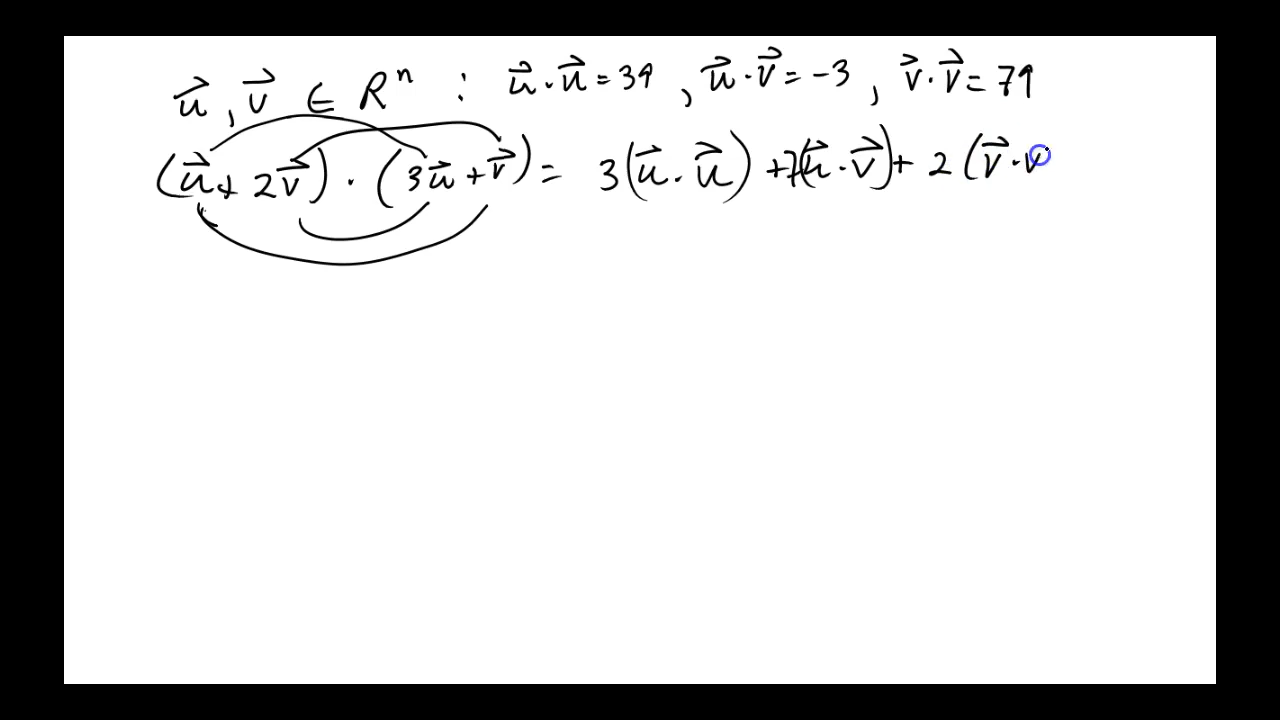 u⃗, v⃗ ∈ Rⁿ : u⃗ · u⃗ = 39, u⃗ · v⃗ = -3, v⃗ · v⃗ = 79
(u⃗ + 2v⃗) · (3u⃗ + v⃗) = 3(u⃗ · u⃗) + 7(u⃗ · v⃗) + 2(v⃗ · v